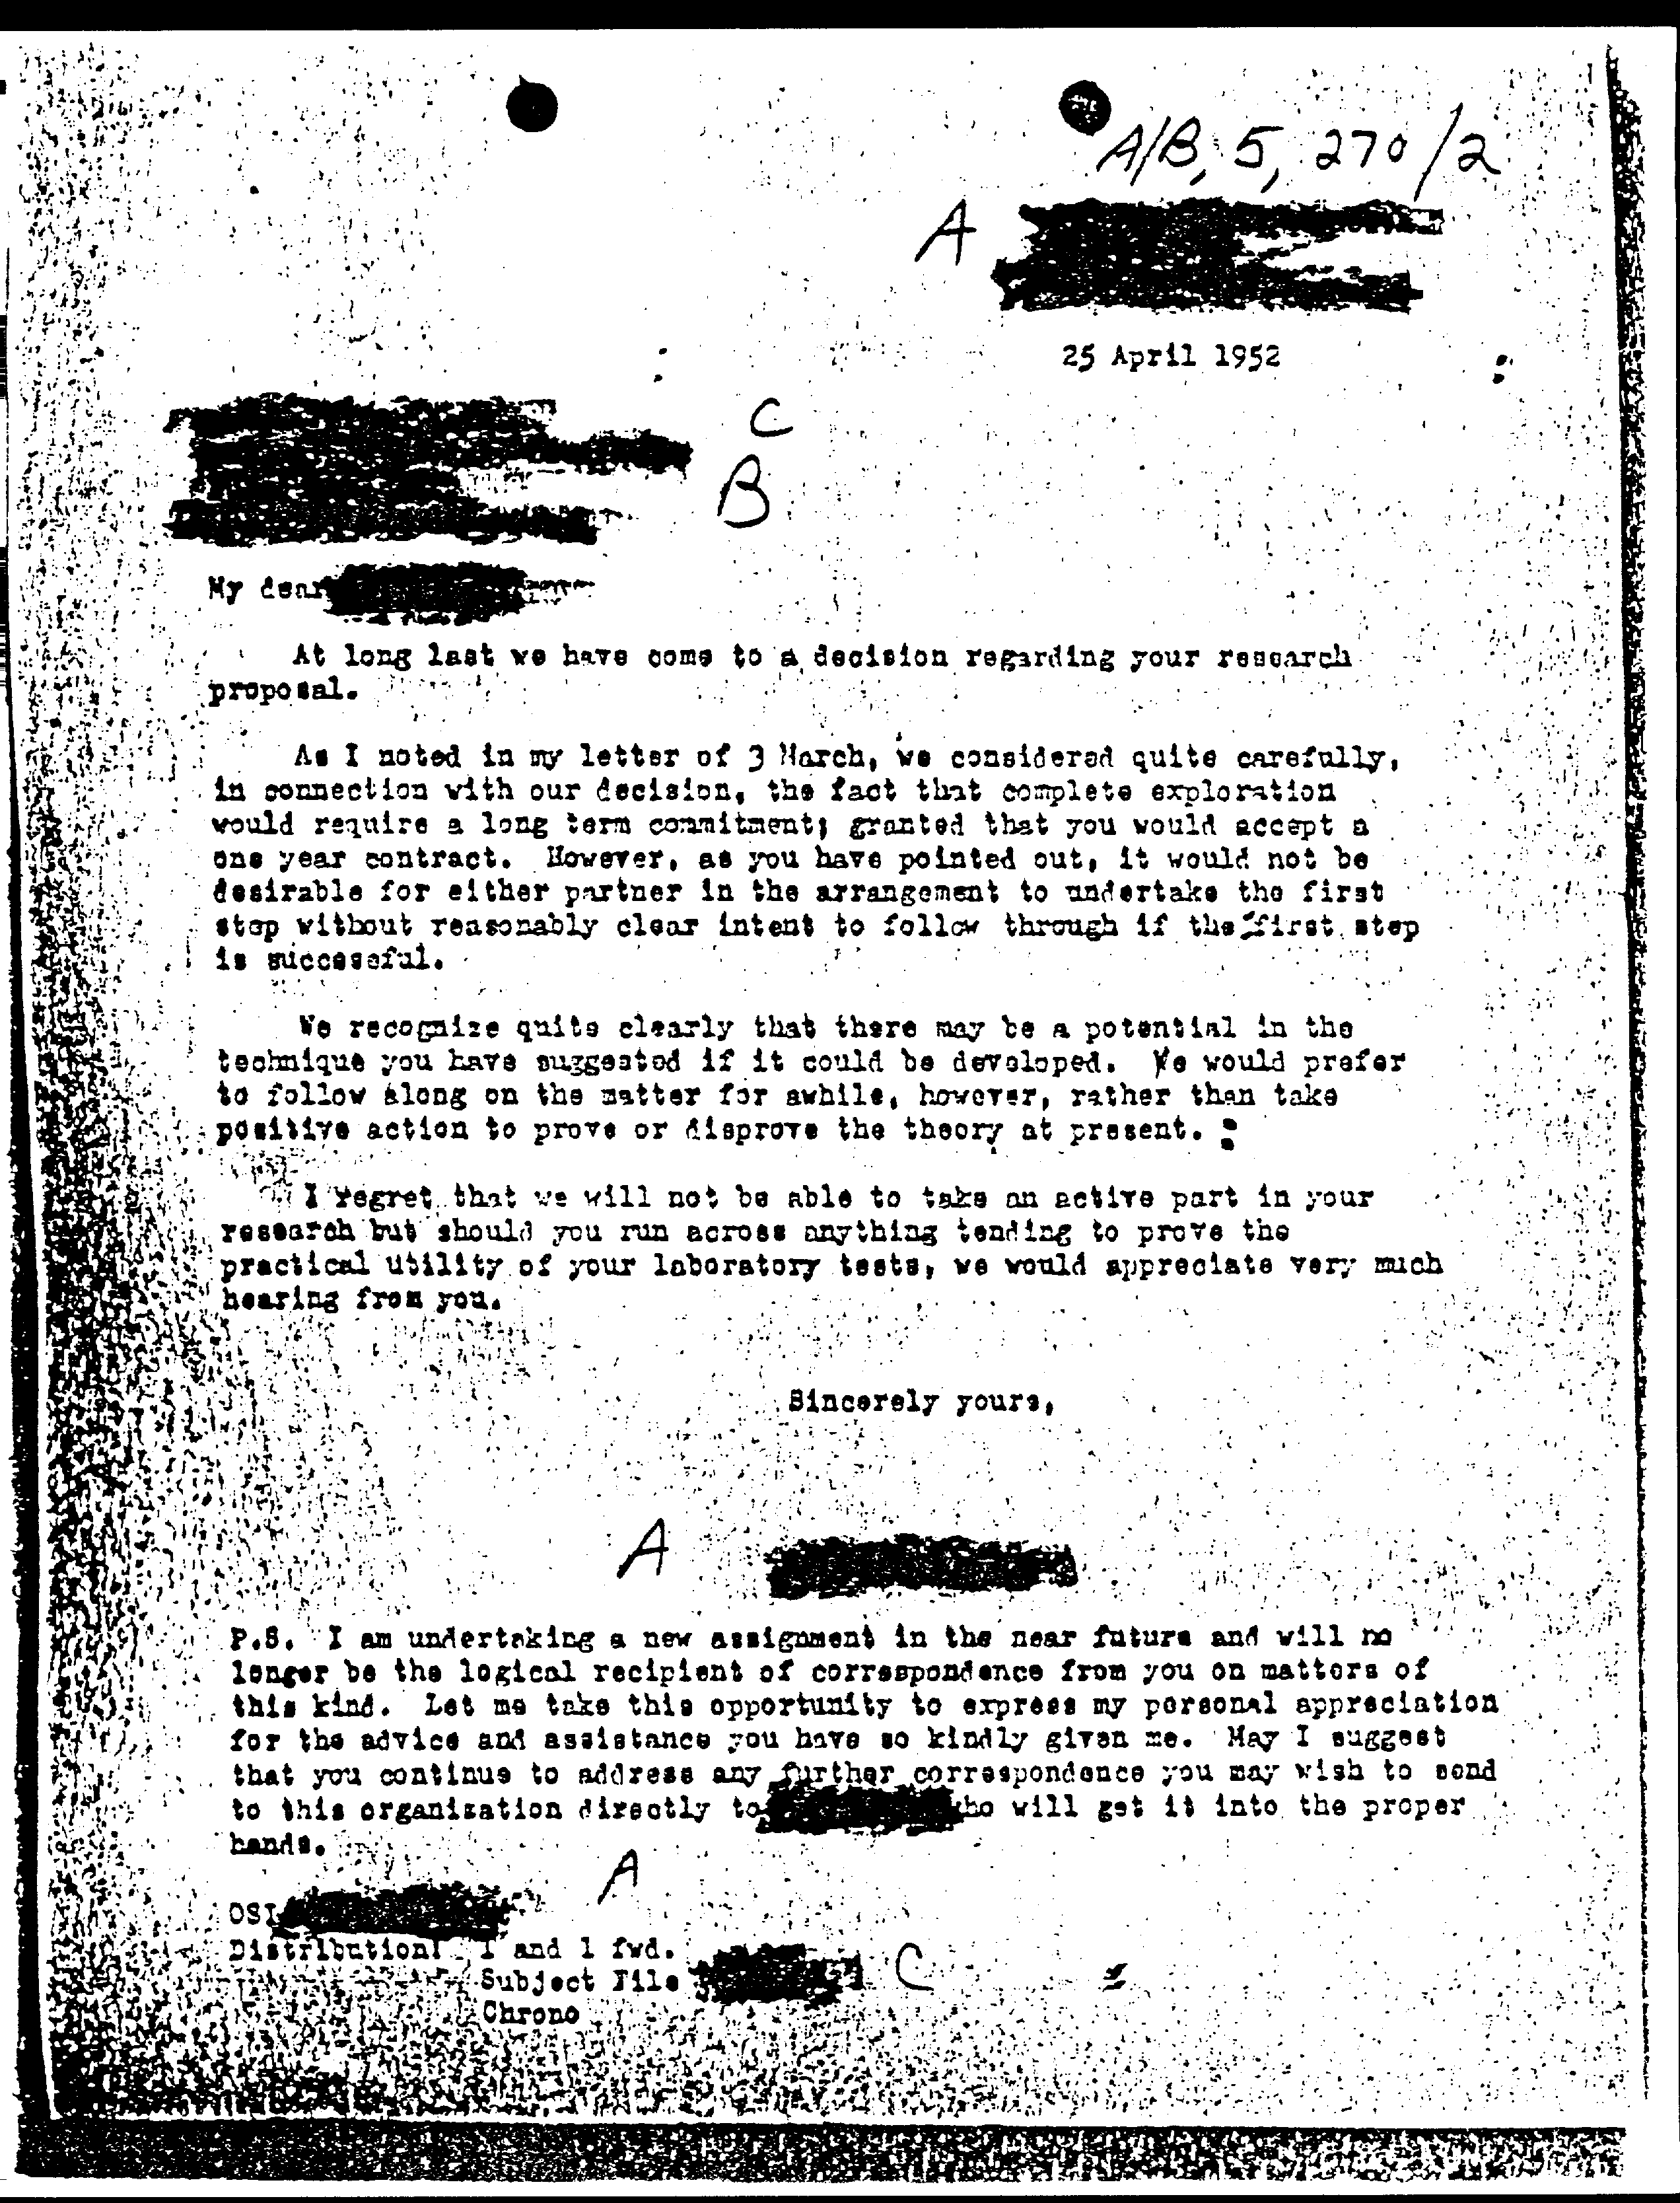 A/B, 5, 270/2
A
25 April 1952
C
B
My dear
At long last we have come to a decision regarding your research
proposal.
As I noted in my letter of 3 March, we considered quite carefully,
in connection with our decision, the fact that complete exploration
would require a long term commitment; granted that you would accept a
one year contract. However, as you have pointed out, it would not be
desirable for either partner in the arrangement to undertake the first
step without reasonably clear intent to follow through if the first step
is successful.
We recognize quite clearly that there may be a potential in the
technique you have suggested if it could be developed. We would prefer
to follow along on the matter for awhile, however, rather than take
positive action to prove or disprove the theory at present.
I regret that we will not be able to take an active part in your
research but should you run across anything tending to prove the
practical utility of your laboratory tests, we would appreciate very much
hearing from you.
Sincerely yours,
A
P.S. I am undertaking a new assignment in the near future and will no
longer be the logical recipient of correspondence from you on matters of
this kind. Let me take this opportunity to express my personal appreciation
for the advice and assistance you have so kindly given me. May I suggest
that you continue to address any further correspondence you may wish to send
to this organization directly to who will get it into the proper
hands.
A
OSI
Distribution: 1 and 1 fwd.
Subject File C
Chrono